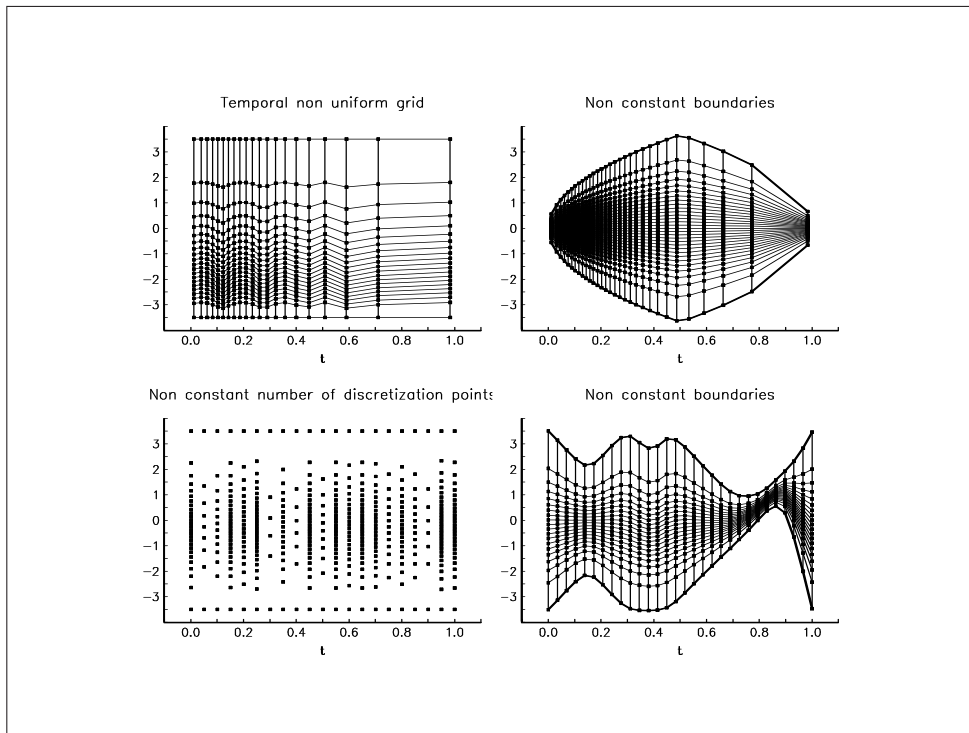 Temporal non uniform grid
3
2
1
0
−1
−2
−3
0.0 0.2 0.4 0.6 0.8 1.0
t
Non constant boundaries
3
2
1
0
−1
−2
−3
0.0 0.2 0.4 0.6 0.8 1.0
t
Non constant number of discretization points
3
2
1
0
−1
−2
−3
0.0 0.2 0.4 0.6 0.8 1.0
t
Non constant boundaries
3
2
1
0
−1
−2
−3
0.0 0.2 0.4 0.6 0.8 1.0
t